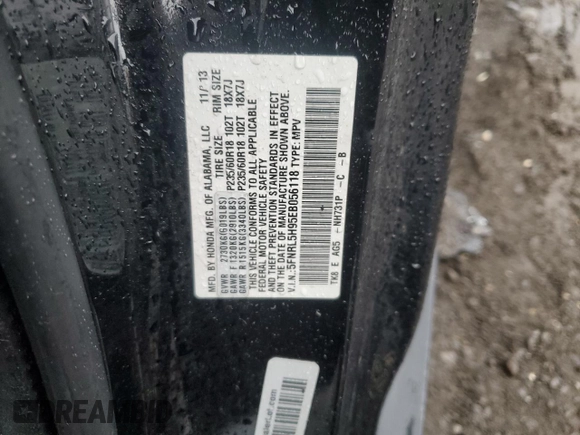 MFD. BY HONDA MFG. OF ALABAMA, LLC 11/ 13
TIRE SIZE RIM SIZE
GVWR 2730KG(6019LBS)
GAWR F 1320KG(2910LBS) P235/60R18 102T 18X7J
GAWR R 1515KG(3340LBS) P235/60R18 102T 18X7J
THIS VEHICLE CONFORMS TO ALL APPLICABLE
FEDERAL MOTOR VEHICLE SAFETY
AND THEFT PREVENTION STANDARDS IN EFFECT
ON THE DATE OF MANUFACTURE SHOWN ABOVE.
V.I.N.:5FNRL5H95EB056118 TYPE: MPV
TK8 E AG5 -NH731P -C -B
DREAMBID